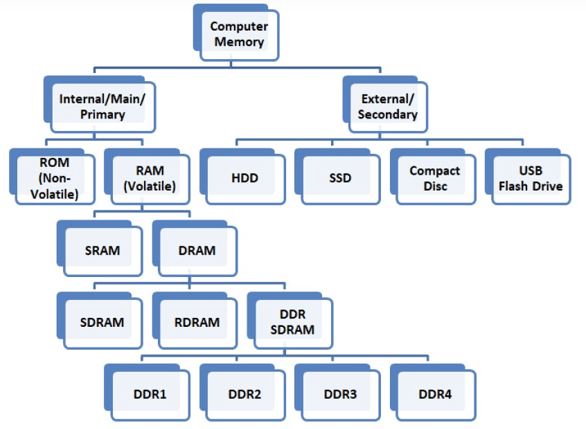 Computer
Memory
Internal/Main/
Primary
External/
Secondary
ROM
(Non-
Volatile)
RAM
(Volatile)
HDD
SSD
Compact
Disc
USB
Flash Drive
SRAM
DRAM
SDRAM
RDRAM
DDR
SDRAM
DDR1
DDR2
DDR3
DDR4